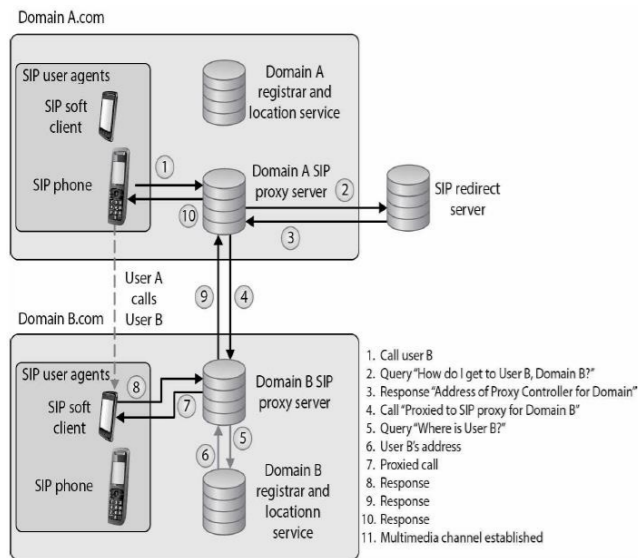 Domain A.com
SIP user agents
SIP soft
client
SIP phone
Domain A
registrar and
location service
1
Domain A SIP
proxy server
10
2
3
SIP redirect
server
User A
calls
User B
9
4
Domain B.com
SIP user agents
SIP soft
client
SIP phone
8
7
Domain B SIP
proxy server
6
5
Domain B
registrar and
locationn
service
1. Call user B
2. Query "How do I get to User B, Domain B?"
3. Response "Address of Proxy Controller for Domain"
4. Call "Proxied to SIP proxy for Domain B"
5. Query "Where is User B?"
6. User B's address
7. Proxied call
8. Response
9. Response
10. Response
11. Multimedia channel established